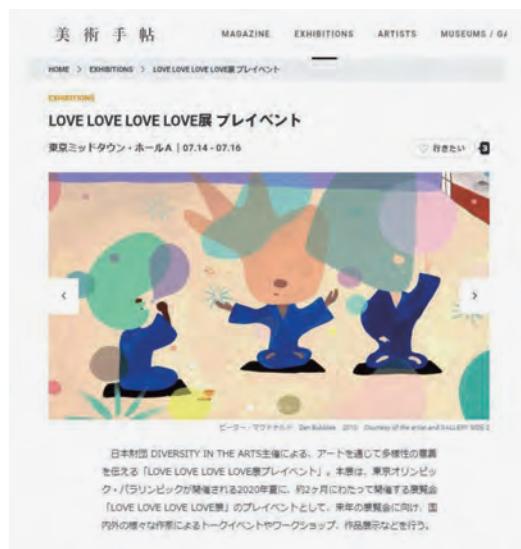 美術手帖 MAGAZINE EXHIBITIONS ARTISTS MUSEUMS / GA
HOME > EXHIBITIONS > LOVE LOVE LOVE LOVE展 プレイベント
EXHIBITIONS
LOVE LOVE LOVE LOVE展 プレイベント
東京ミッドタウン・ホールA | 07.14 - 07.16
行きたい 3
ピーター・マクドナルド Zen Bubbles 2010 Courtesy of the artist and GALLERY SIDE 2
日本財団 DIVERSITY IN THE ARTS主催による、アートを通じて多様性の意義
を伝える「LOVE LOVE LOVE LOVE展プレイベント」。本展は、東京オリンピッ
ク・パラリンピックが開催される2020年夏に、約2ヶ月にわたって開催する展覧会
「LOVE LOVE LOVE LOVE展」のプレイベントとして、来年の展覧会に向け、国
内外の様々な作家によるトークイベントやワークショップ、作品展示などを行う。